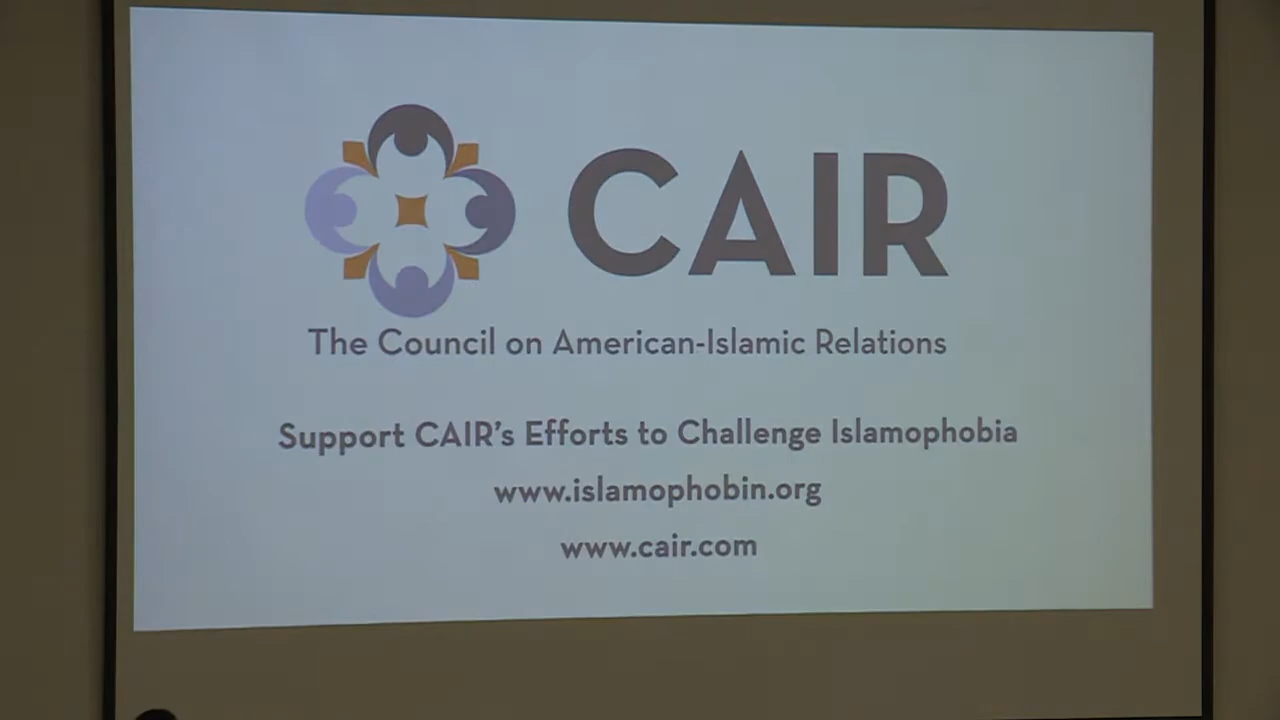 CAIR
The Council on American-Islamic Relations
Support CAIR's Efforts to Challenge Islamophobia
www.islamophobin.org
www.cair.com